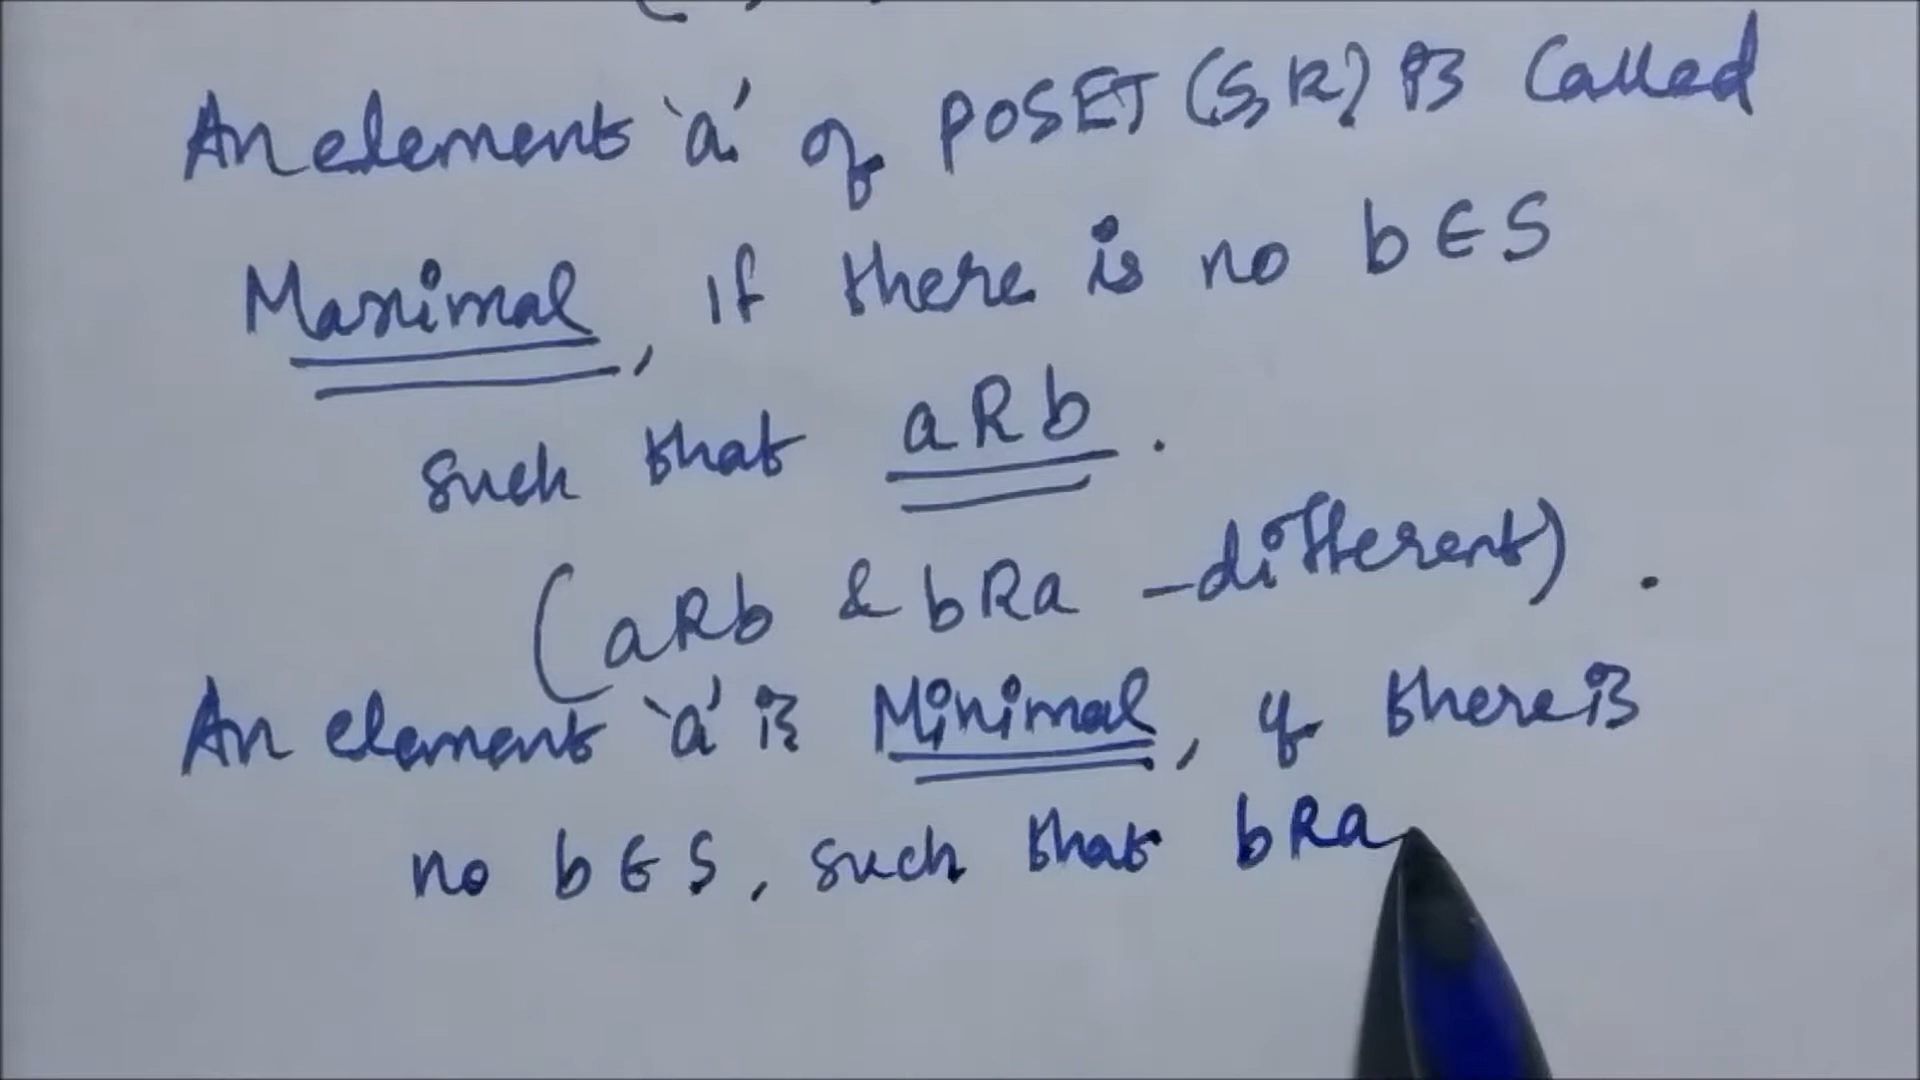 An element 'a' of POSET (S, R) is called
Maximal, if there is no b ∈ S
such that aRb.
(aRb & bRa - different).
An element 'a' is Minimal, if there is
no b ∈ S, such that bRa